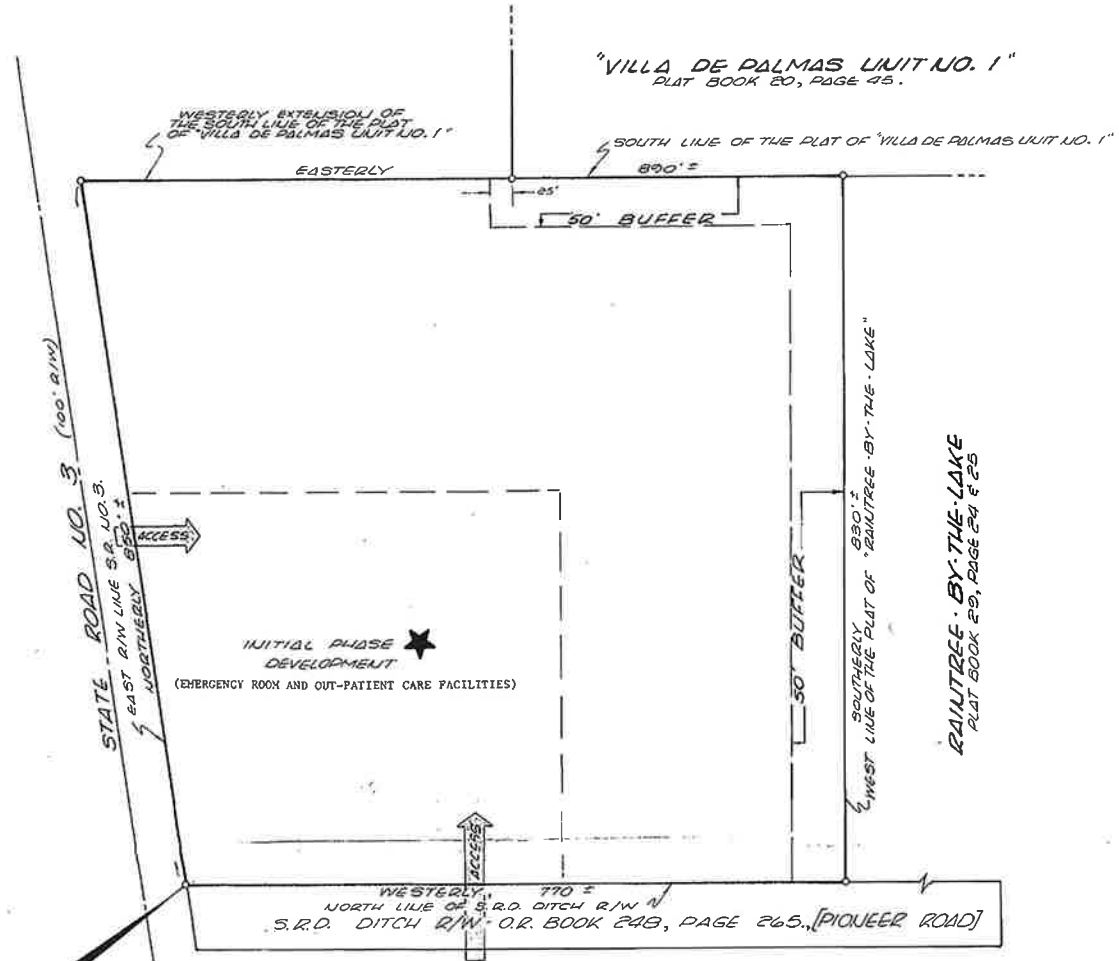 "VILLA DE PALMAS UNIT NO. 1"
PLAT BOOK 20, PAGE 45.
WESTERLY EXTENSION OF
THE SOUTH LINE OF THE PLAT
OF "VILLA DE PALMAS UNIT NO. 1"
SOUTH LINE OF THE PLAT OF "VILLA DE PALMAS UNIT NO. 1"
EASTERLY
890' ±
25'
50' BUFFER
STATE ROAD NO. 3 (100' R/W)
EAST R/W LINE S.R. NO. 3.
NORTHERLY 850' ±
ACCESS
INITIAL PHASE
DEVELOPMENT
(EMERGENCY ROOM AND OUT-PATIENT CARE FACILITIES)
50' BUFFER
SOUTHERLY 830' ±
WEST LINE OF THE PLAT OF "RAINTREE-BY-THE-LAKE"
RAINTREE-BY-THE-LAKE
PLAT BOOK 29, PAGE 24 & 25
ACCESS
WESTERLY, 770 ±
NORTH LINE OF S.R.D. DITCH R/W
S.R.D. DITCH R/W - O.R. BOOK 248, PAGE 265., [PIONEER ROAD]